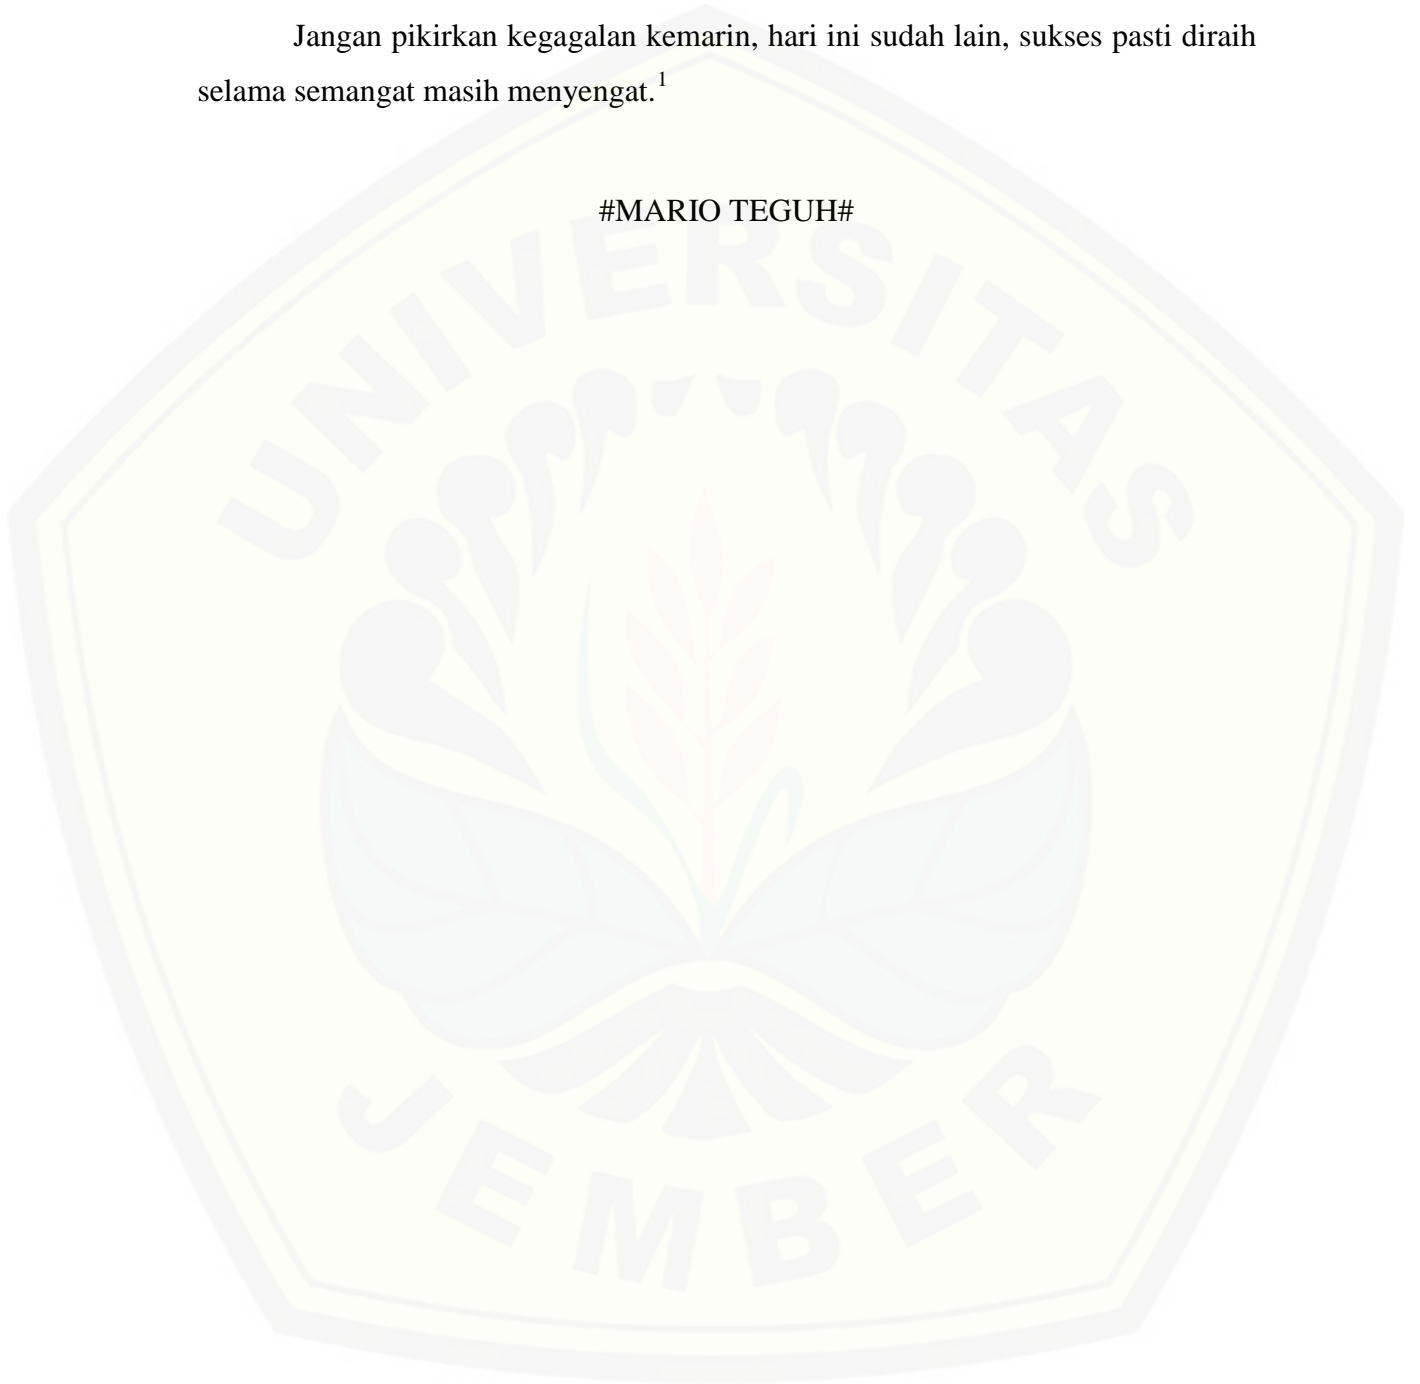 Jangan pikirkan kegagalan kemarin, hari ini sudah lain, sukses pasti diraih
selama semangat masih menyengat.¹
#MARIO TEGUH#
UNIVERSITAS
JEMBER